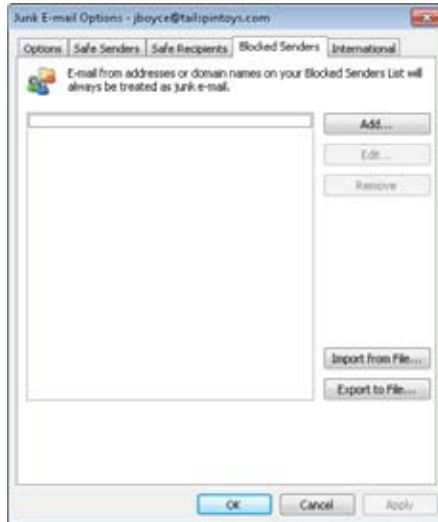 Junk E-mail Options - jboyce@tailspintoys.com
Options Safe Senders Safe Recipients Blocked Senders International
E-mail from addresses or domain names on your Blocked Senders List will
always be treated as junk e-mail.
Add...
Edit...
Remove
Import from File...
Export to File...
OK Cancel Apply